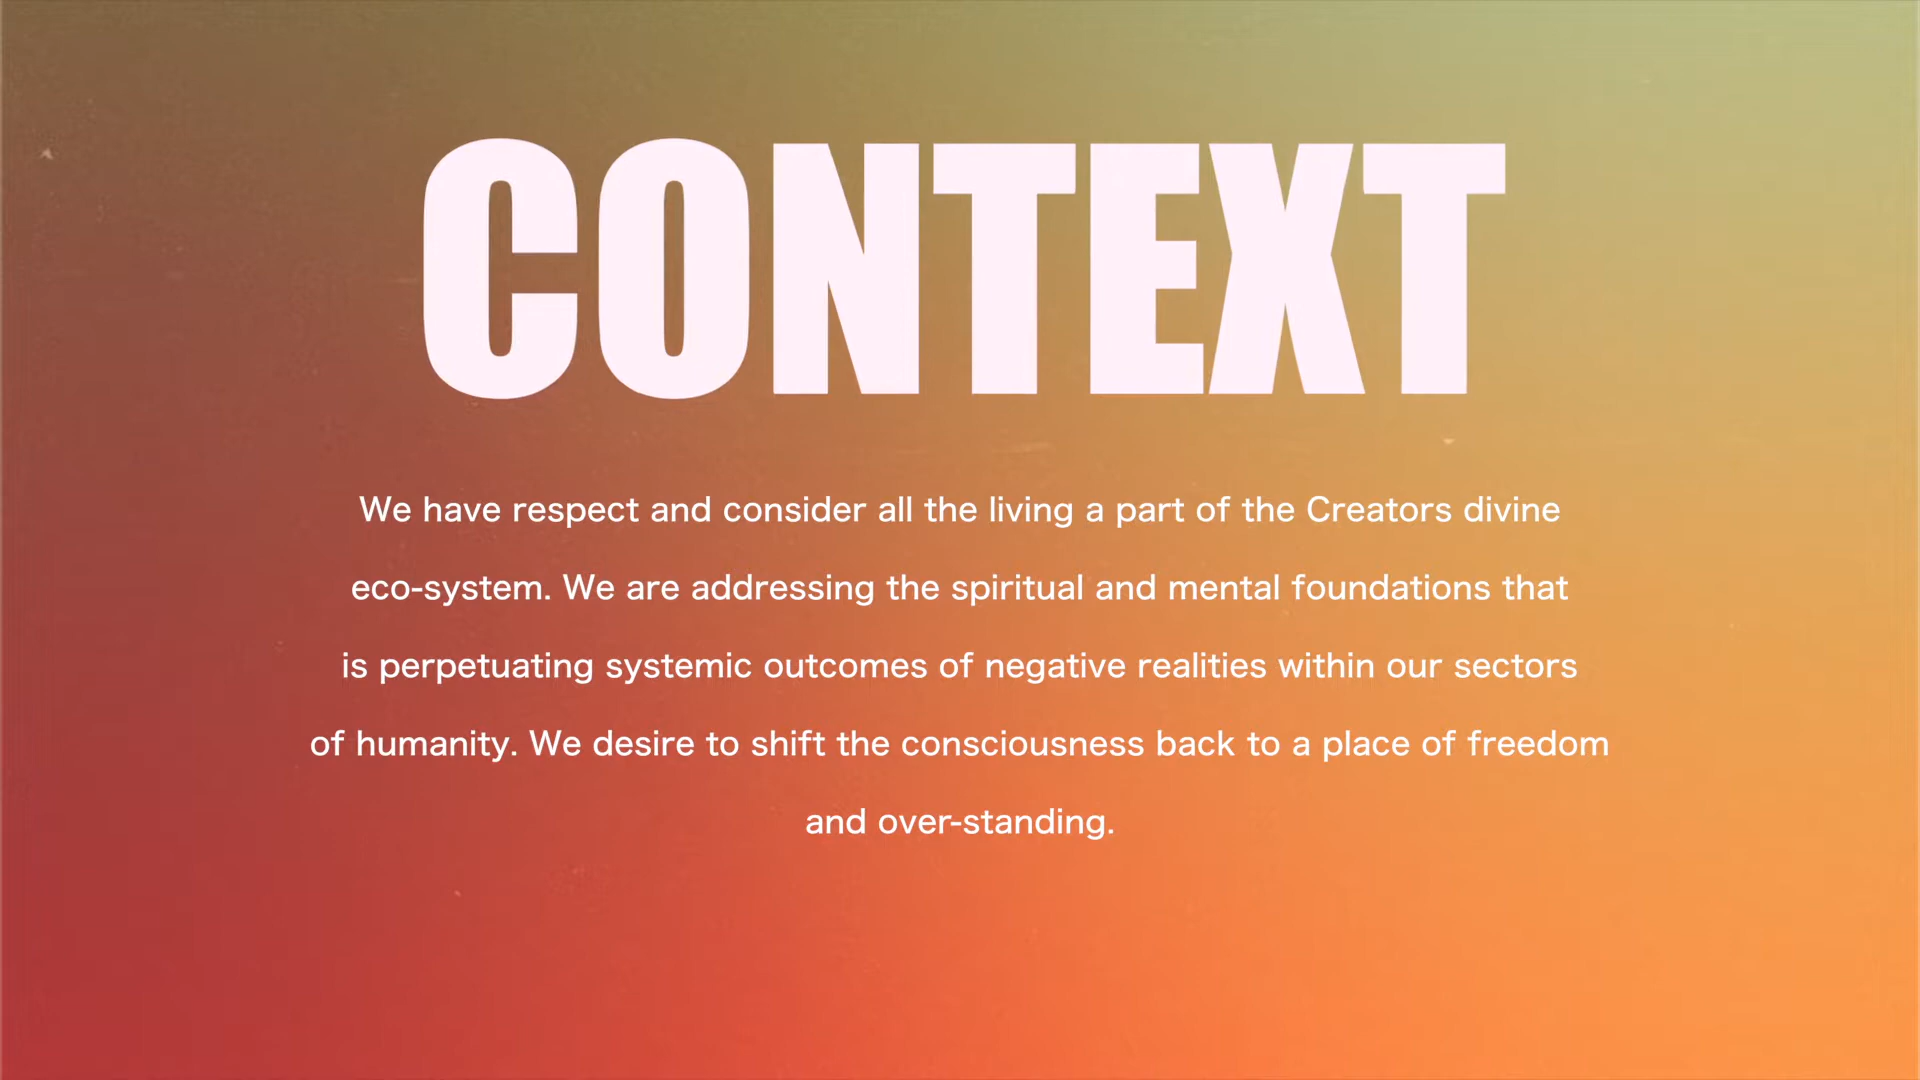 CONTEXT
We have respect and consider all the living a part of the Creators divine
eco-system. We are addressing the spiritual and mental foundations that
is perpetuating systemic outcomes of negative realities within our sectors
of humanity. We desire to shift the consciousness back to a place of freedom
and over-standing.